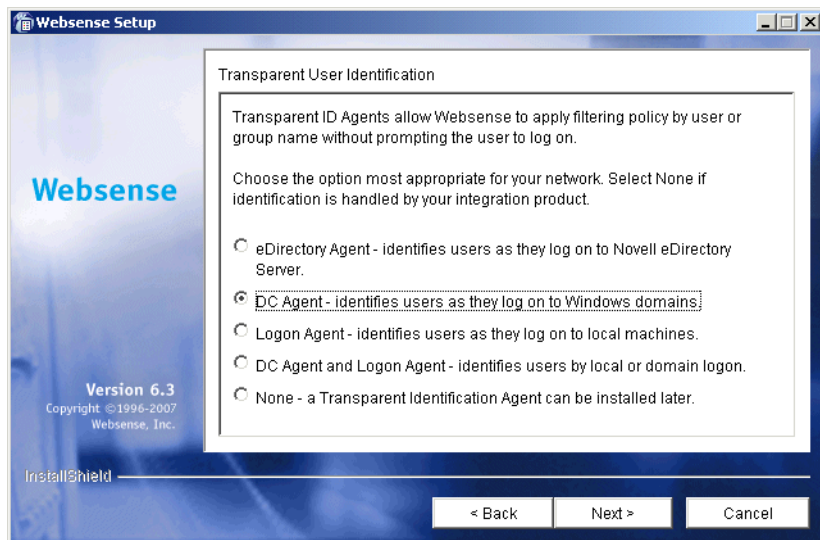 Websense Setup
Transparent User Identification
Transparent ID Agents allow Websense to apply filtering policy by user or
group name without prompting the user to log on.
Choose the option most appropriate for your network. Select None if
identification is handled by your integration product.
eDirectory Agent - identifies users as they log on to Novell eDirectory
Server.
DC Agent - identifies users as they log on to Windows domains.
Logon Agent - identifies users as they log on to local machines.
DC Agent and Logon Agent - identifies users by local or domain logon.
None - a Transparent Identification Agent can be installed later.
Websense
Version 6.3
Copyright ©1996-2007
Websense, Inc.
InstallShield
< Back
Next >
Cancel